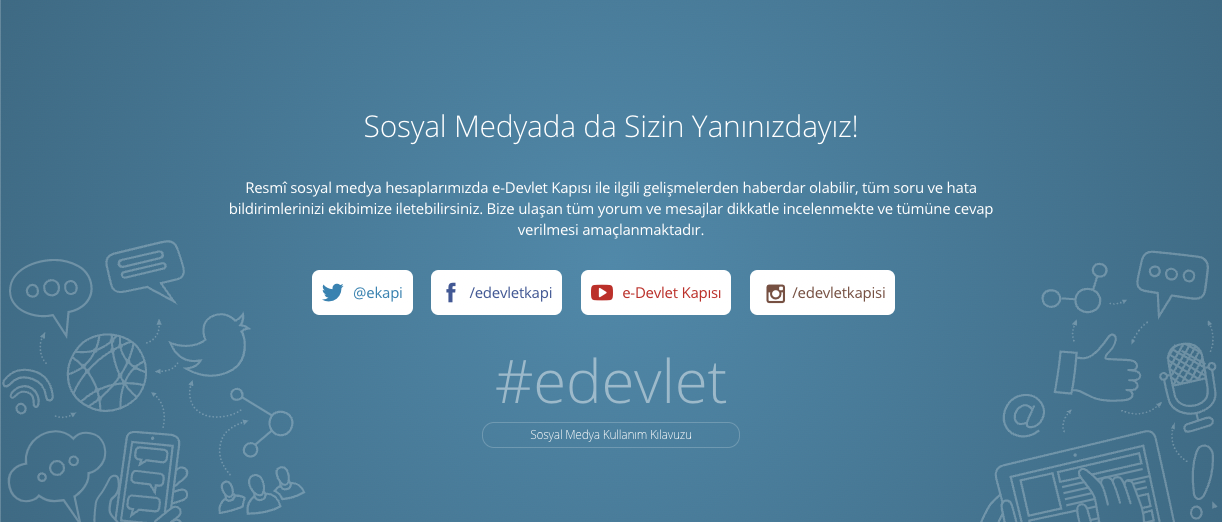 Sosyal Medyada da Sizin Yanınızdayız!
Resmî sosyal medya hesaplarımızda e-Devlet Kapısı ile ilgili gelişmelerden haberdar olabilir, tüm soru ve hata
bildirimlerinizi ekibimize iletebilirsiniz. Bize ulaşan tüm yorum ve mesajlar dikkatle incelenmekte ve tümüne cevap
verilmesi amaçlanmaktadır.
@ekapi
/edevletkapi
e-Devlet Kapısı
/edevletkapisi
#edevlet
Sosyal Medya Kullanım Kılavuzu